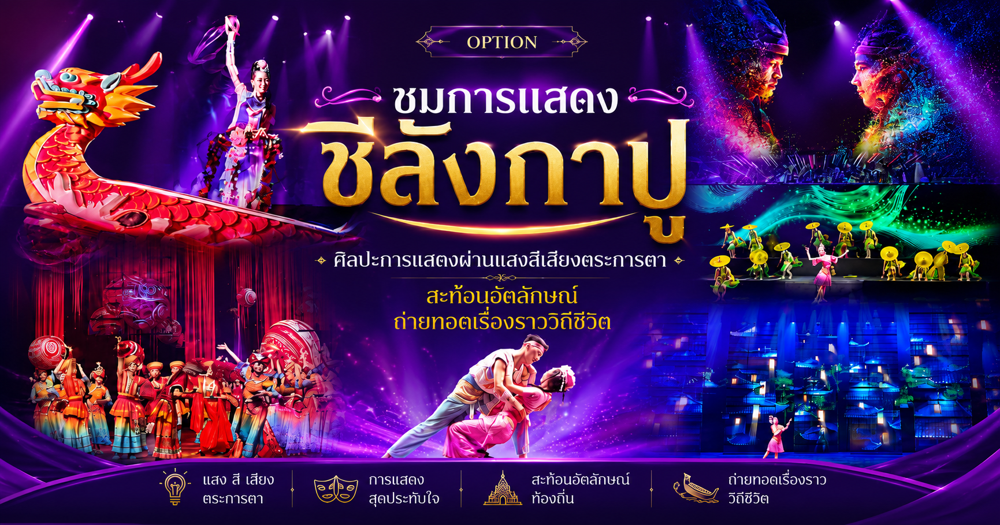 OPTION
ชมการแสดง
ชีลังกาปู
ศิลปะการแสตงผ่านแสงสีเสียงตระการตา
สะท้อนอัตลักษณ์
ถ่ายทอตเรื่องราววิถีชีวิต
แสง สี เสียง
ตระการตา
การแสตง
สุดประทับใจ
สะท้อนอัตลักษณ์
ท้องถิ่น
ถ่ายทอตเรื่องราว
วิถีชีวิต